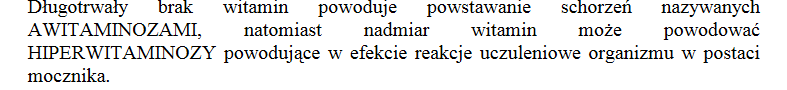 Długotrwały brak witamin powoduje powstawanie schorzeń nazywanych
AWITAMINOZAMI, natomiast nadmiar witamin może powodować
HIPERWITAMINOZY powodujące w efekcie reakcje uczuleniowe organizmu w postaci
mocznika.